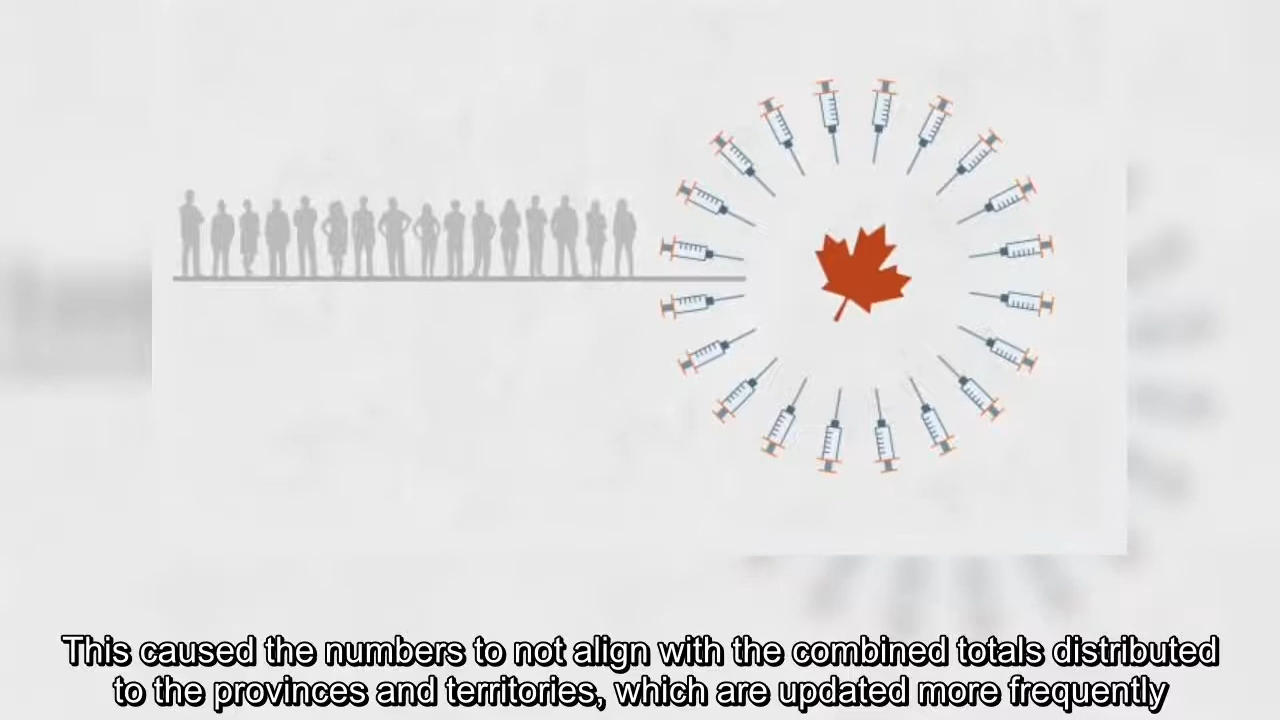 This caused the numbers to not align with the combined totals distributed
to the provinces and territories, which are updated more frequently